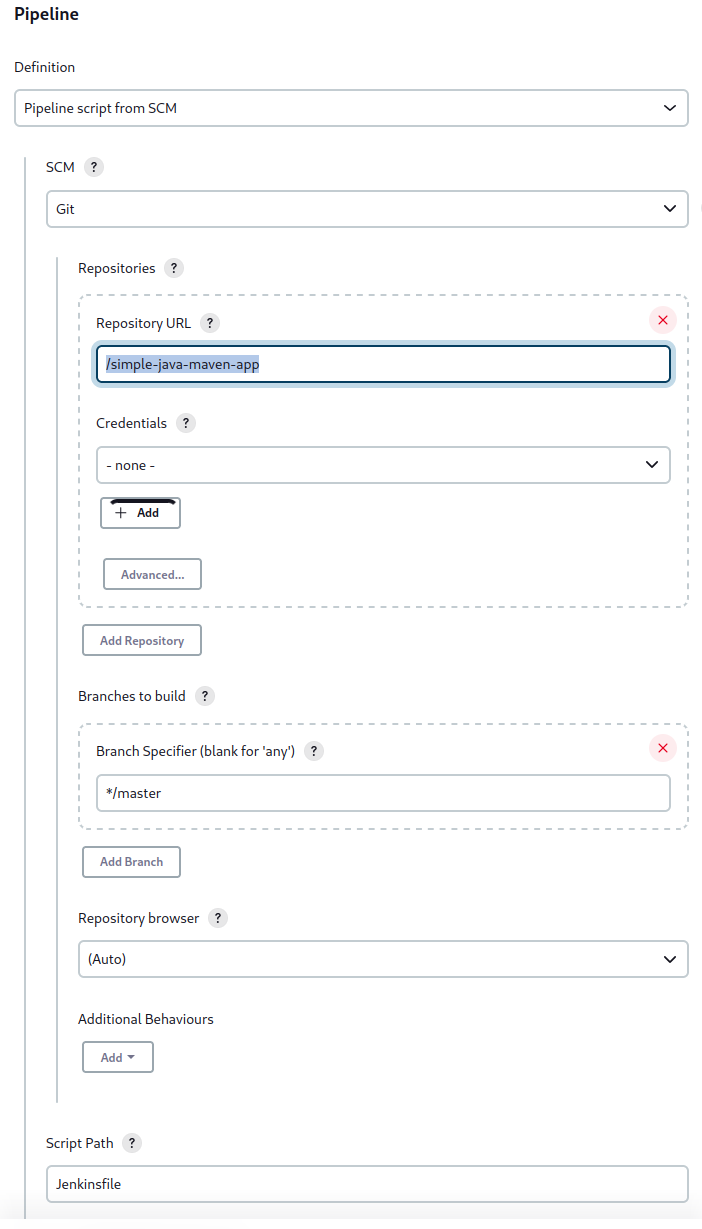 Pipeline
Definition
Pipeline script from SCM
SCM ?
Git
Repositories ?
Repository URL ?
/simple-java-maven-app
Credentials ?
- none -
+ Add
Advanced...
Add Repository
Branches to build ?
Branch Specifier (blank for 'any') ?
*/master
Add Branch
Repository browser ?
(Auto)
Additional Behaviours
Add
Script Path ?
Jenkinsfile